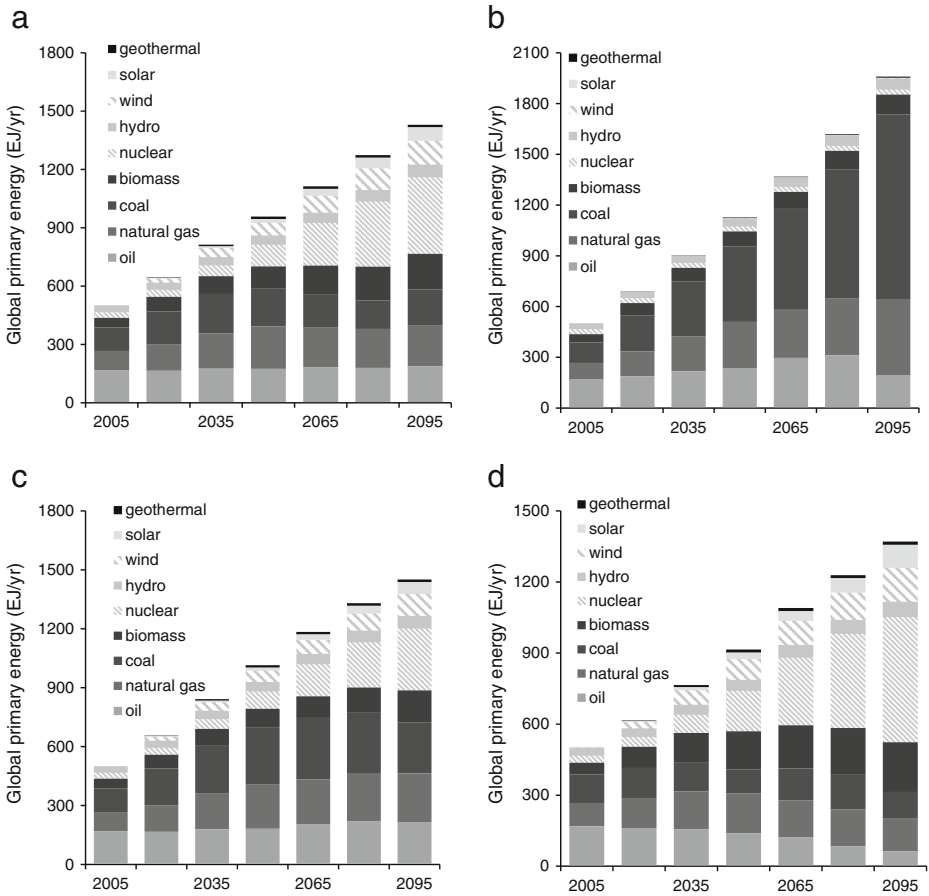 a
Global primary energy (EJ/yr)
1800
1500
1200
900
600
300
0
geothermal
solar
wind
hydro
nuclear
biomass
coal
natural gas
oil
2005 2035 2065 2095
b
Global primary energy (EJ/yr)
2100
1800
1500
1200
900
600
300
0
geothermal
solar
wind
hydro
nuclear
biomass
coal
natural gas
oil
2005 2035 2065 2095
c
Global primary energy (EJ/yr)
1800
1500
1200
900
600
300
0
geothermal
solar
wind
hydro
nuclear
biomass
coal
natural gas
oil
2005 2035 2065 2095
d
Global primary energy (EJ/yr)
1500
1200
900
600
300
0
geothermal
solar
wind
hydro
nuclear
biomass
coal
natural gas
oil
2005 2035 2065 2095